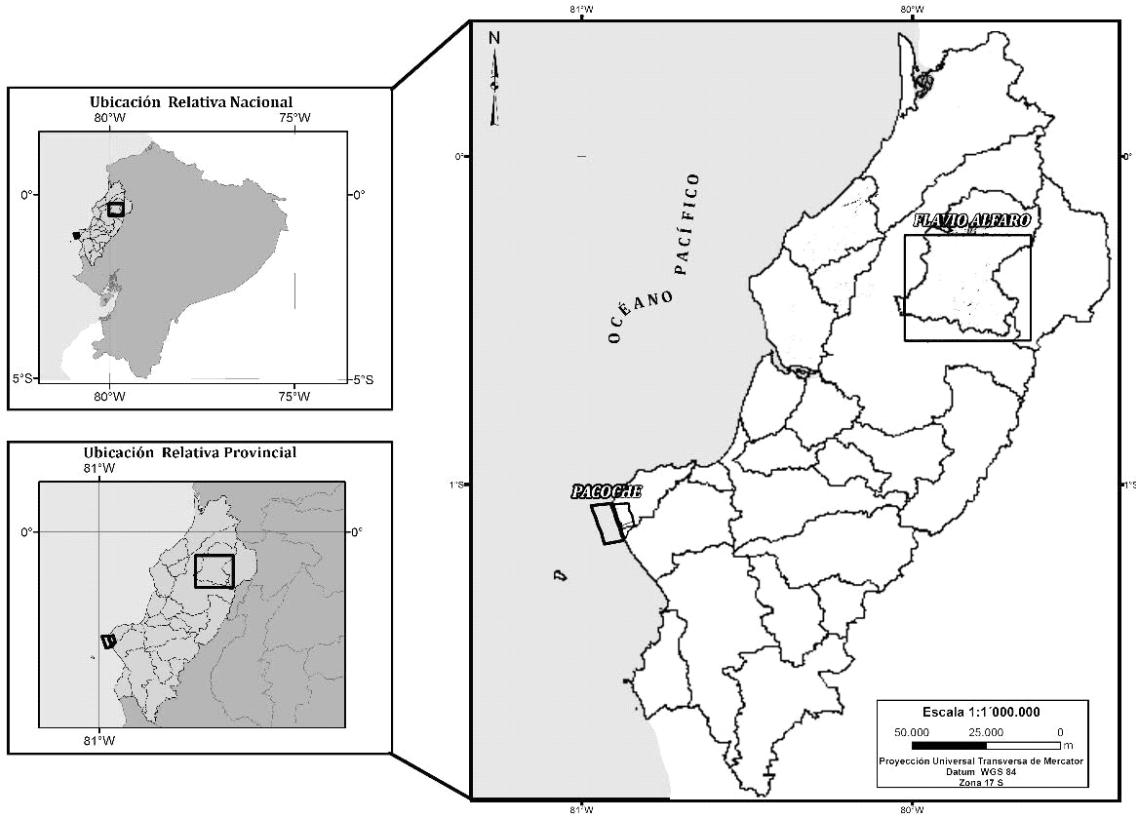 Ubicación Relativa Nacional
80°W 75°W
0° 0°
5°S 5°S
80°W 75°W
Ubicación Relativa Provincial
81°W
0°
81°W
81°W 80°W
N
0° 0°
FLAVIO ALFARO
OCÉANO PACÍFICO
1°S 1°S
PACOCHE
Escala 1:1´000.000
50.000 25.000 0
m
Proyección Universal Transversa de Mercator
Datum WGS 84
Zona 17 S
81°W 80°W